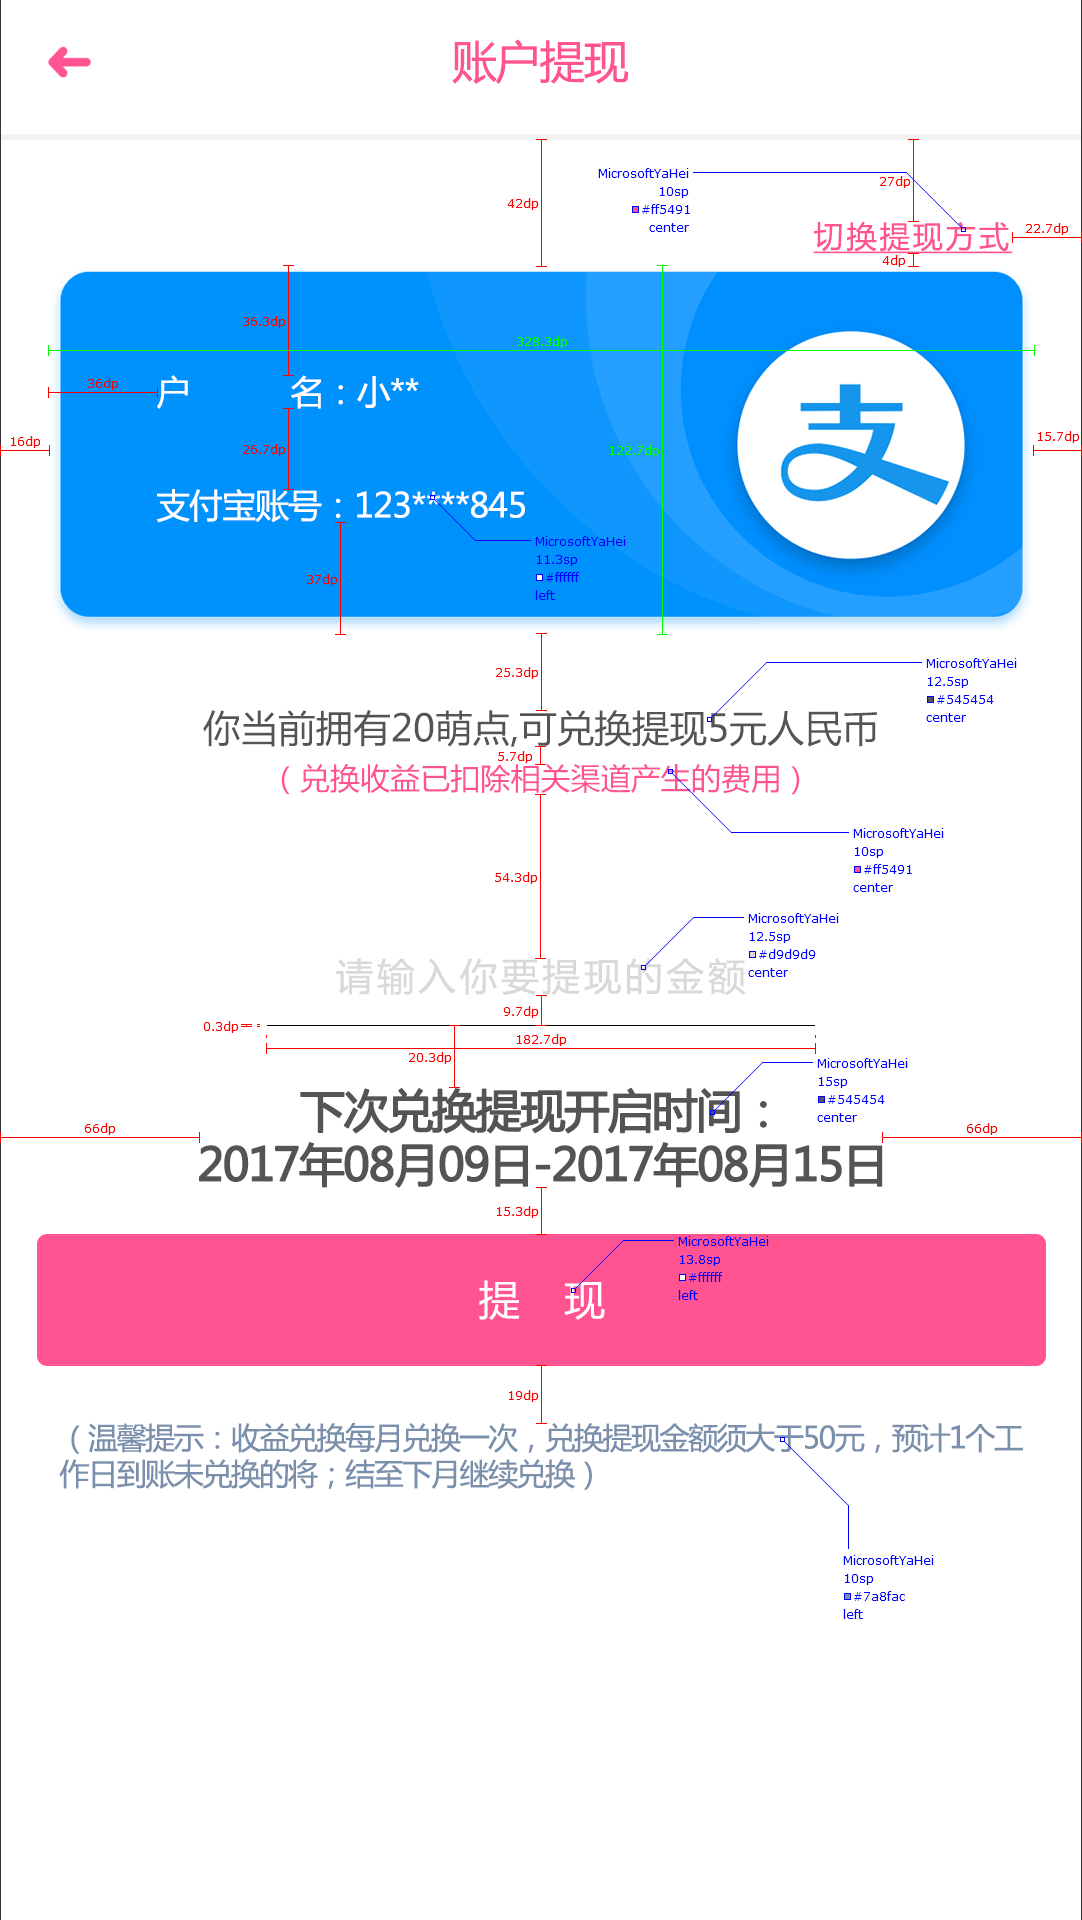 账户提现
42dp
MicrosoftYaHei
10sp
#ff5491
center
27dp
切换提现方式
22.7dp
4dp
36.3dp
328.3dp
36dp
户 名：小**
支
16dp
26.7dp
122.7dp
15.7dp
支付宝账号：123****845
MicrosoftYaHei
11.3sp
#ffffff
left
37dp
25.3dp
MicrosoftYaHei
12.5sp
#545454
center
你当前拥有20萌点,可兑换提现5元人民币
5.7dp
（兑换收益已扣除相关渠道产生的费用）
MicrosoftYaHei
10sp
#ff5491
center
54.3dp
MicrosoftYaHei
12.5sp
#d9d9d9
center
请输入你要提现的金额
9.7dp
0.3dp
182.7dp
20.3dp
MicrosoftYaHei
15sp
#545454
center
下次兑换提现开启时间：
66dp
66dp
2017年08月09日-2017年08月15日
15.3dp
MicrosoftYaHei
13.8sp
#ffffff
left
提 现
19dp
（温馨提示：收益兑换每月兑换一次，兑换提现金额须大于50元，预计1个工
作日到账未兑换的将；结至下月继续兑换）
MicrosoftYaHei
10sp
#7a8fac
left